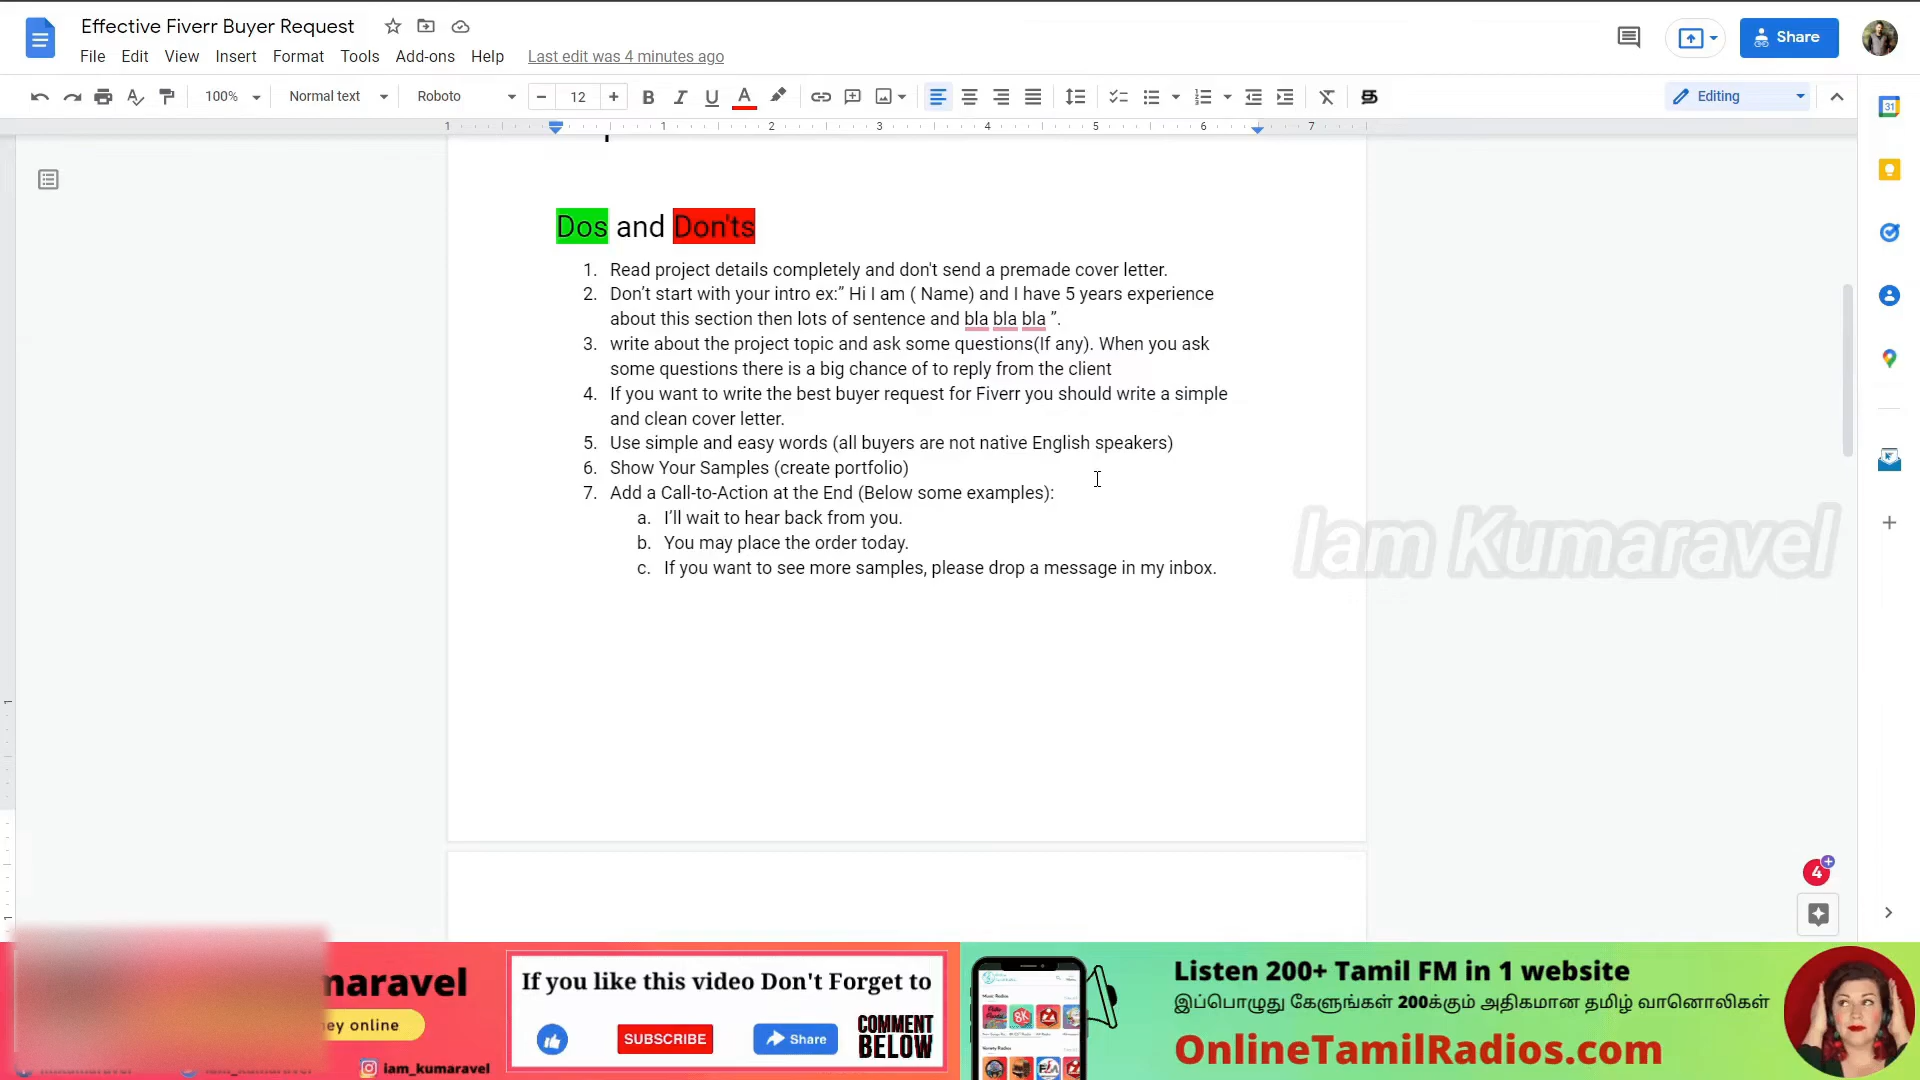 Effective Fiverr Buyer Request
File Edit View Insert Format Tools Add-ons Help Last edit was 4 minutes ago
Share
100% Normal text Roboto 12 Editing
1 1 2 3 4 5 6 7
Dos and Don'ts
1. Read project details completely and don't send a premade cover letter.
2. Don’t start with your intro ex:” Hi I am ( Name) and I have 5 years experience
about this section then lots of sentence and bla bla bla ”.
3. write about the project topic and ask some questions(If any). When you ask
some questions there is a big chance of to reply from the client
4. If you want to write the best buyer request for Fiverr you should write a simple
and clean cover letter.
5. Use simple and easy words (all buyers are not native English speakers)
6. Show Your Samples (create portfolio)
7. Add a Call-to-Action at the End (Below some examples):
a. I’ll wait to hear back from you.
b. You may place the order today.
c. If you want to see more samples, please drop a message in my inbox.
Iam Kumaravel
4
maravel
ney online
iam_kumaravel
If you like this video Don't Forget to
SUBSCRIBE
Share
COMMENT
BELOW
Listen 200+ Tamil FM in 1 website
இப்பொழுது கேளுங்கள் 200க்கும் அதிகமான தமிழ் வானொலிகள்
OnlineTamilRadios.com